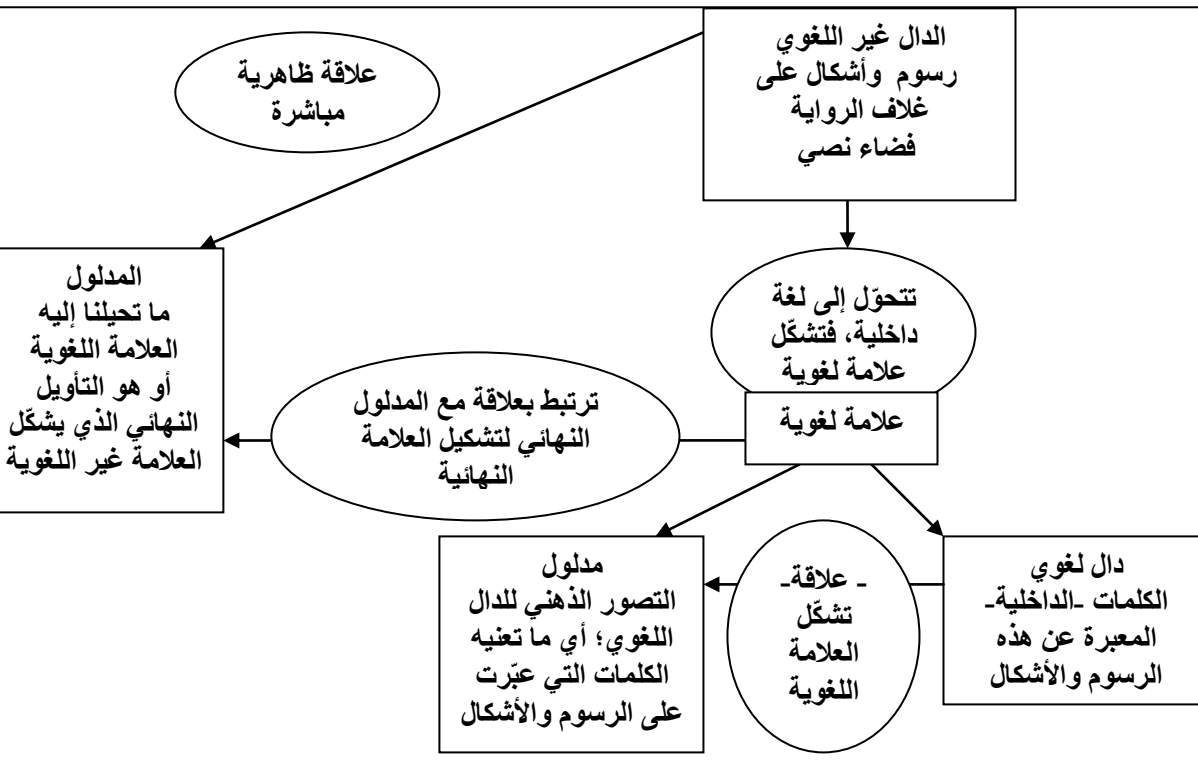 الدال غير اللغوي
رسوم وأشكال على
غلاف الرواية
فضاء نصي
علاقة ظاهرية
مباشرة
المدلول
ما تحيلنا إليه
العلامة اللغوية
أو هو التأويل
النهائي الذي يشكّل
العلامة غير اللغوية
تتحوّل إلى لغة
داخلية، فتشكّل
علامة لغوية
علامة لغوية
ترتبط بعلاقة مع المدلول
النهائي لتشكيل العلامة
النهائية
دال لغوي
الكلمات -الداخلية-
المعبرة عن هذه
الرسوم والأشكال
- علاقة-
تشكّل
العلامة
اللغوية
مدلول
التصور الذهني للدال
اللغوي؛ أي ما تعنيه
الكلمات التي عبّرت
على الرسوم والأشكال